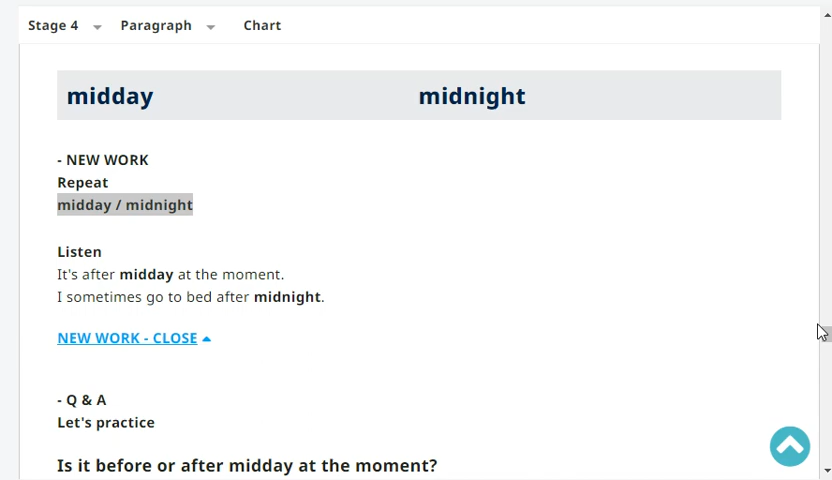 Stage 4 Paragraph Chart
midday midnight
- NEW WORK
Repeat
midday / midnight
Listen
It's after midday at the moment.
I sometimes go to bed after midnight.
NEW WORK - CLOSE
- Q & A
Let's practice
Is it before or after midday at the moment?